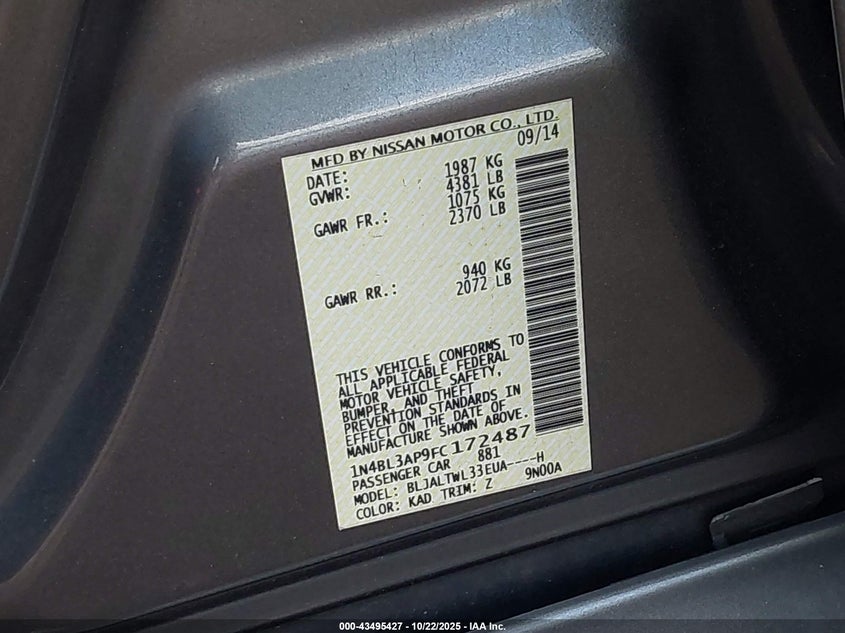 MFD BY NISSAN MOTOR CO., LTD.
DATE: 09/14
GVWR: 1987 KG
4381 LB
GAWR FR.: 1075 KG
2370 LB
GAWR RR.: 940 KG
2072 LB
THIS VEHICLE CONFORMS TO
ALL APPLICABLE FEDERAL
MOTOR VEHICLE SAFETY,
BUMPER, AND THEFT
PREVENTION STANDARDS IN
EFFECT ON THE DATE OF
MANUFACTURE SHOWN ABOVE.
1N4BL3AP9FC172487
PASSENGER CAR 881
MODEL: BLJALTWL33EUA----H
COLOR: KAD TRIM: Z 9N00A
000-43495427 - 10/22/2025 - IAA Inc.